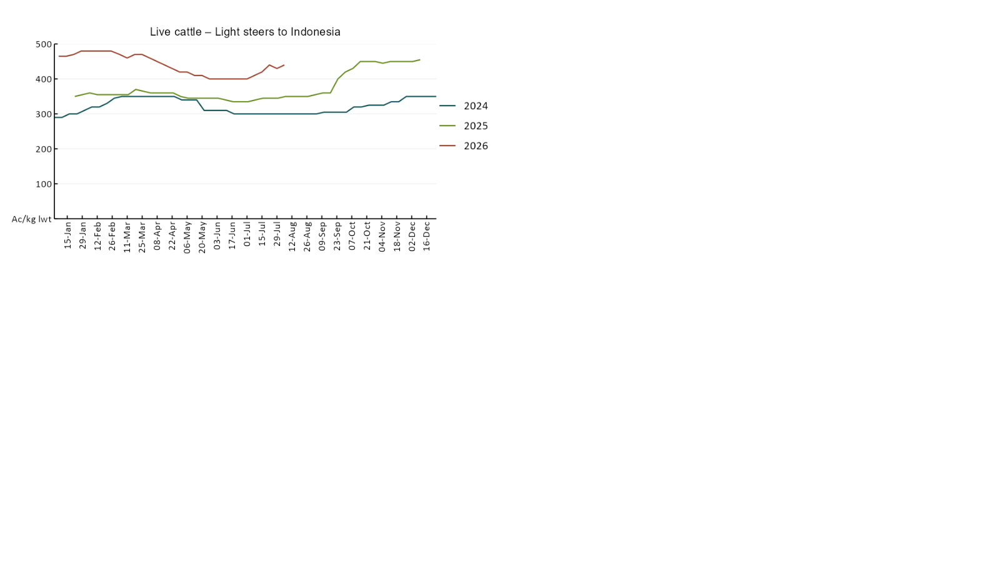 Live cattle – Light steers to Indonesia
500
400
300
200
100
Ac/kg lwt
15-Jan
29-Jan
12-Feb
26-Feb
11-Mar
25-Mar
08-Apr
22-Apr
06-May
20-May
03-Jun
17-Jun
01-Jul
15-Jul
29-Jul
12-Aug
26-Aug
09-Sep
23-Sep
07-Oct
21-Oct
04-Nov
18-Nov
02-Dec
16-Dec
2024
2025
2026